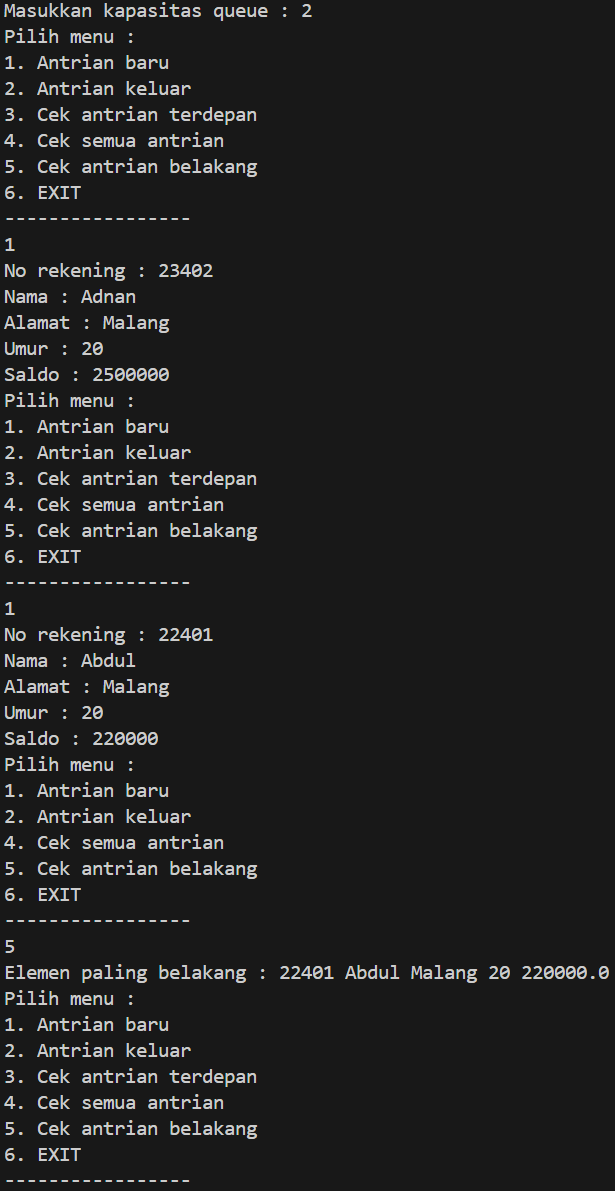 Masukkan kapasitas queue : 2
Pilih menu :
1. Antrian baru
2. Antrian keluar
3. Cek antrian terdepan
4. Cek semua antrian
5. Cek antrian belakang
6. EXIT
-----------------
1
No rekening : 23402
Nama : Adnan
Alamat : Malang
Umur : 20
Saldo : 2500000
Pilih menu :
1. Antrian baru
2. Antrian keluar
3. Cek antrian terdepan
4. Cek semua antrian
5. Cek antrian belakang
6. EXIT
-----------------
1
No rekening : 22401
Nama : Abdul
Alamat : Malang
Umur : 20
Saldo : 220000
Pilih menu :
1. Antrian baru
2. Antrian keluar
4. Cek semua antrian
5. Cek antrian belakang
6. EXIT
-----------------
5
Elemen paling belakang : 22401 Abdul Malang 20 220000.0
Pilih menu :
1. Antrian baru
2. Antrian keluar
3. Cek antrian terdepan
4. Cek semua antrian
5. Cek antrian belakang
6. EXIT
-----------------